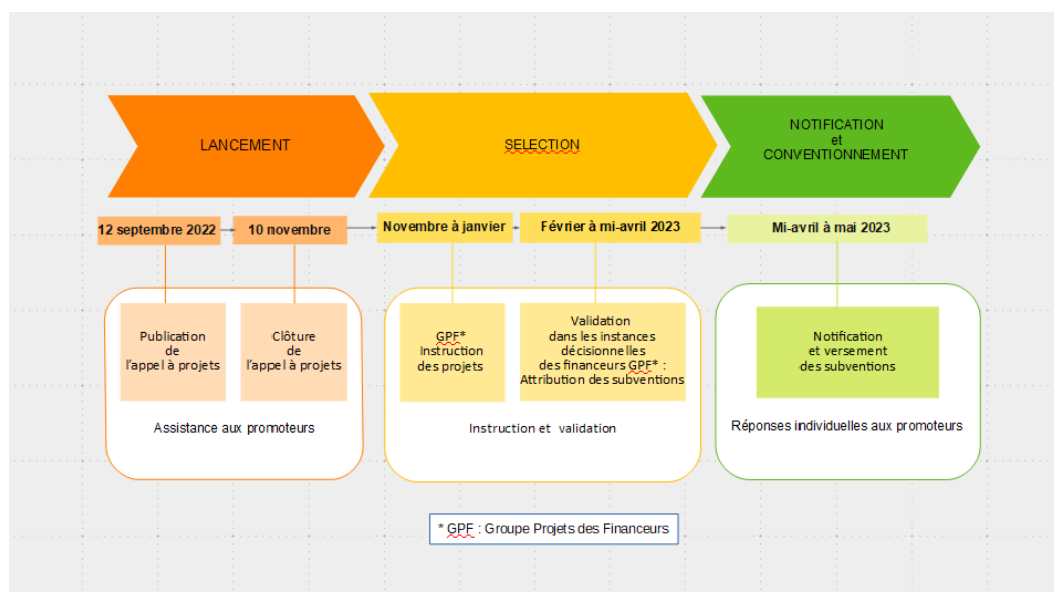 LANCEMENT
SELECTION
NOTIFICATION
et
CONVENTIONNEMENT
12 septembre 2022
10 novembre
Novembre à janvier
Février à mi-avril 2023
Mi-avril à mai 2023
Publication
de
l'appel à projets
Clôture
de
l'appel à projets
Assistance aux promoteurs
GPF*
Instruction
des projets
Validation
dans les instances
décisionnelles
des financeurs GPF* :
Attribution des subventions
Instruction et validation
Notification
et versement
des subventions
Réponses individuelles aux promoteurs
* GPF : Groupe Projets des Financeurs